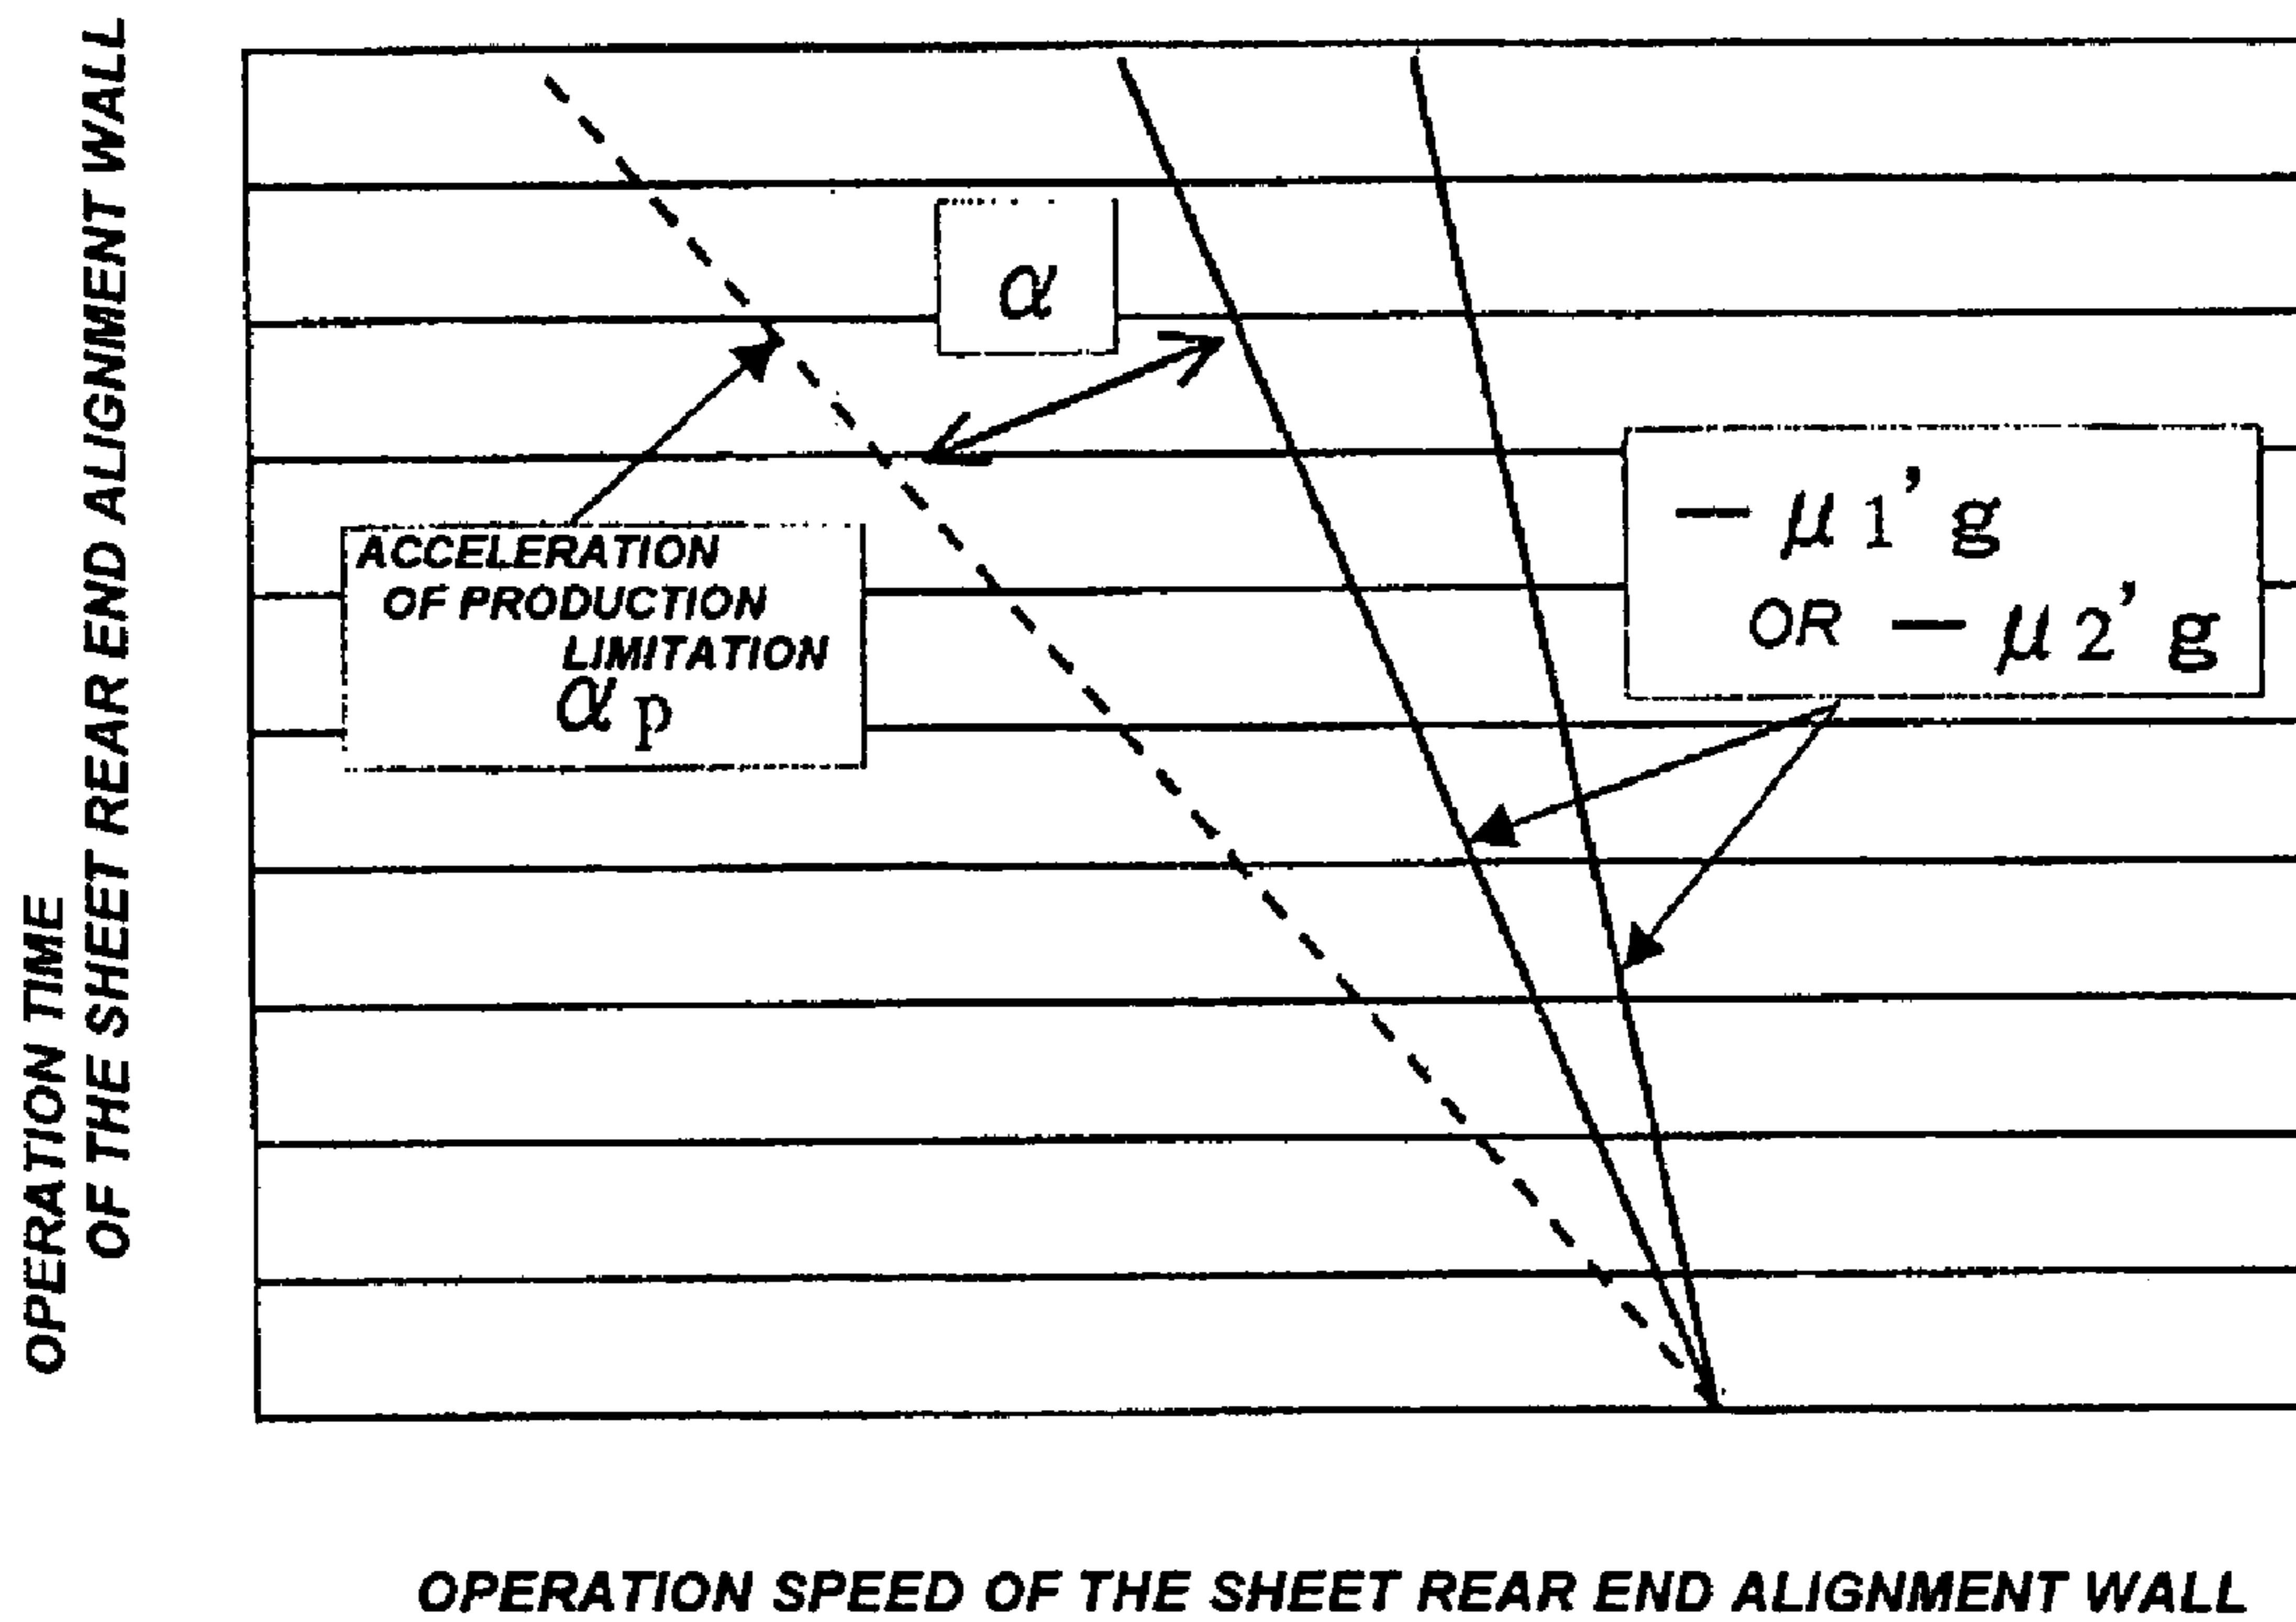 OPERATION TIME
OF THE SHEET REAR END ALIGNMENT WALL
α
ACCELERATION
OF PRODUCTION
LIMITATION
αp
－μ1'g
OR －μ2'g
OPERATION SPEED OF THE SHEET REAR END ALIGNMENT WALL